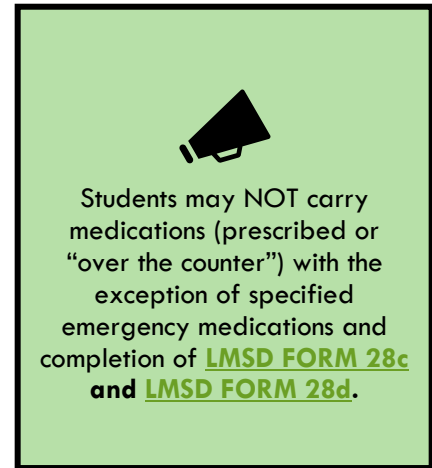 Students may NOT carry
medications (prescribed or
“over the counter”) with the
exception of specified
emergency medications and
completion of LMSD FORM 28c
and LMSD FORM 28d.